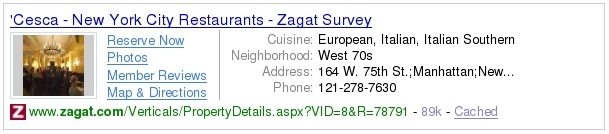 'Cesca - New York City Restaurants - Zagat Survey
Reserve Now
Photos
Member Reviews
Map & Directions
Cuisine: European, Italian, Italian Southern
Neighborhood: West 70s
Address: 164 W. 75th St.;Manhattan;New...
Phone: 121-278-7630
Z www.zagat.com/Verticals/PropertyDetails.aspx?VID=8&R=78791 - 89k - Cached